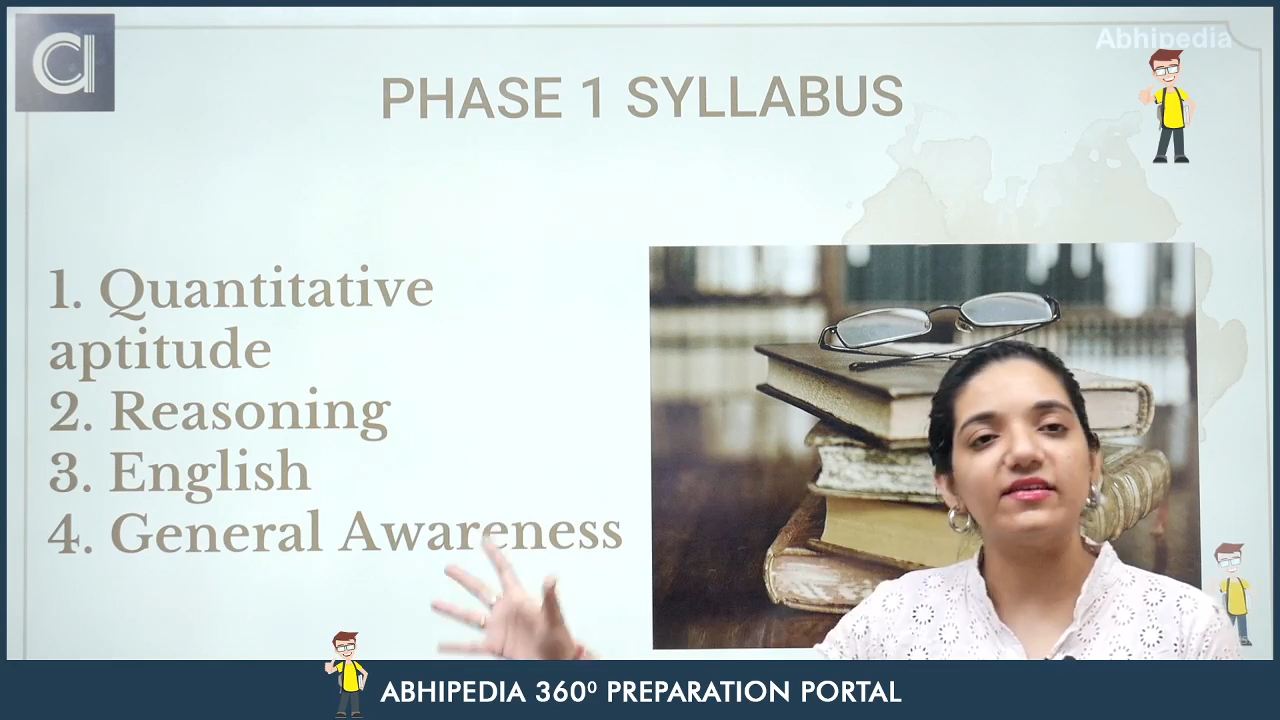 Abhipedia
PHASE 1 SYLLABUS
1. Quantitative
aptitude
2. Reasoning
3. English
4. General Awareness
ABHIPEDIA 360⁰ PREPARATION PORTAL